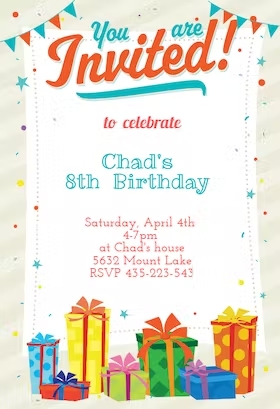 You are
Invited!
to celebrate
Chad's
8th Birthday
Saturday, April 4th
4-7pm
at Chad's house
5632 Mount Lake
RSVP 435-223-543